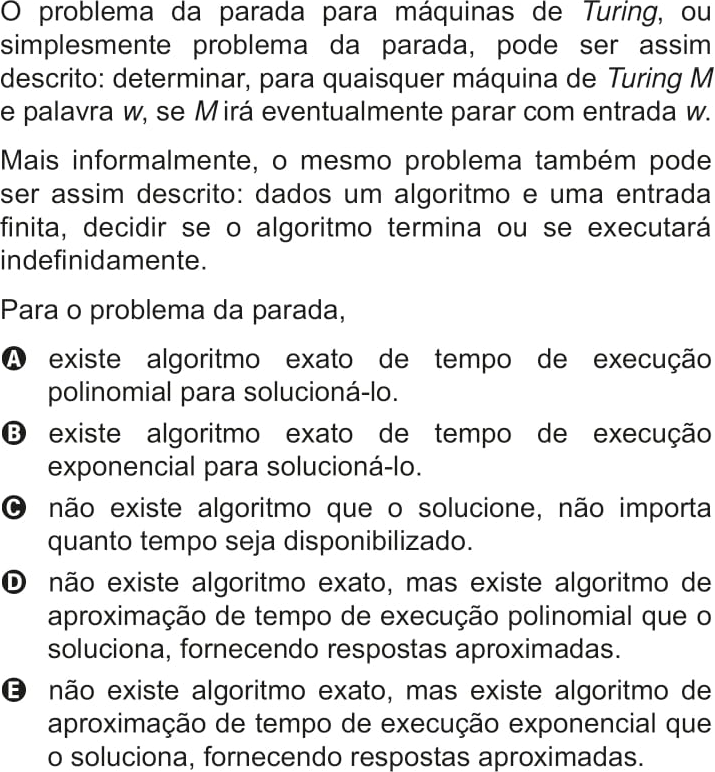 O problema da parada para máquinas de Turing, ou
simplesmente problema da parada, pode ser assim
descrito: determinar, para quaisquer máquina de Turing M
e palavra w, se M irá eventualmente parar com entrada w.
Mais informalmente, o mesmo problema também pode
ser assim descrito: dados um algoritmo e uma entrada
finita, decidir se o algoritmo termina ou se executará
indefinidamente.
Para o problema da parada,
A existe algoritmo exato de tempo de execução
polinomial para solucioná-lo.
B existe algoritmo exato de tempo de execução
exponencial para solucioná-lo.
C não existe algoritmo que o solucione, não importa
quanto tempo seja disponibilizado.
D não existe algoritmo exato, mas existe algoritmo de
aproximação de tempo de execução polinomial que o
soluciona, fornecendo respostas aproximadas.
E não existe algoritmo exato, mas existe algoritmo de
aproximação de tempo de execução exponencial que
o soluciona, fornecendo respostas aproximadas.